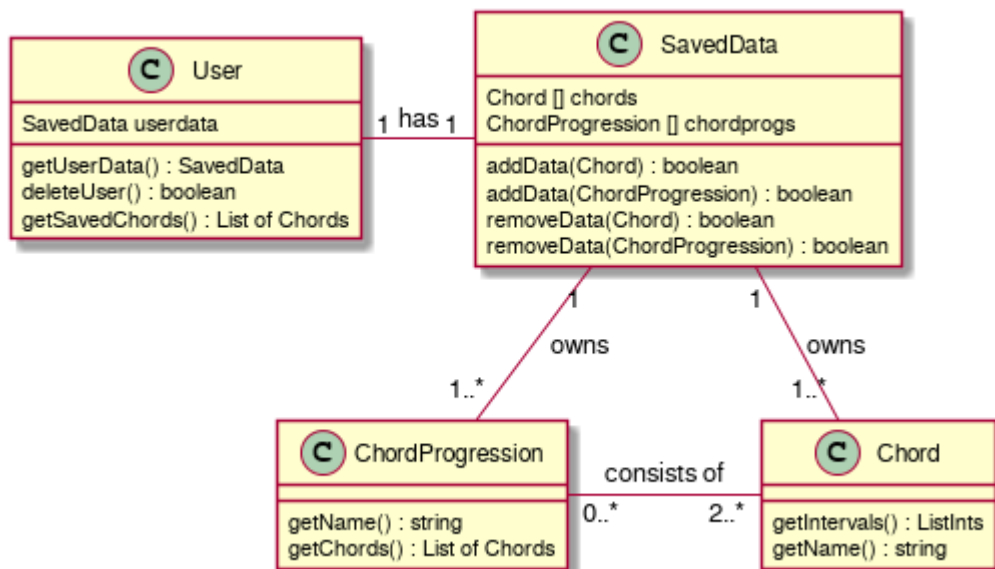 C User
SavedData userdata
getUserData() : SavedData
deleteUser() : boolean
getSavedChords() : List of Chords
1 has 1
C SavedData
Chord [] chords
ChordProgression [] chordprogs
addData(Chord) : boolean
addData(ChordProgression) : boolean
removeData(Chord) : boolean
removeData(ChordProgression) : boolean
1
owns
1..*
1
owns
1..*
C ChordProgression
getName() : string
getChords() : List of Chords
consists of
0..*
2..*
C Chord
getIntervals() : ListInts
getName() : string